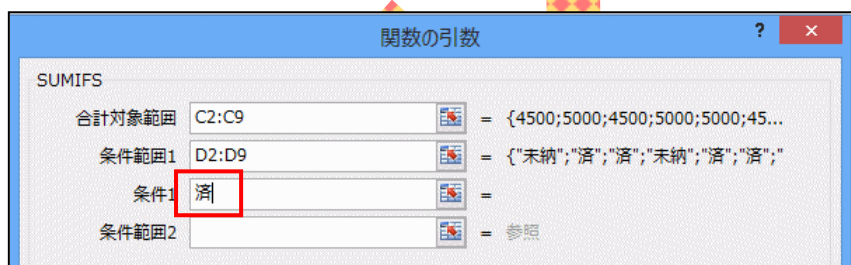 関数の引数 ? ×
SUMIFS
合計対象範囲 C2:C9 = {4500;5000;4500;5000;5000;45...
条件範囲1 D2:D9 = {"未納";"済";"済";"未納";"済";"済";"
条件1 済 =
条件範囲2 = 参照